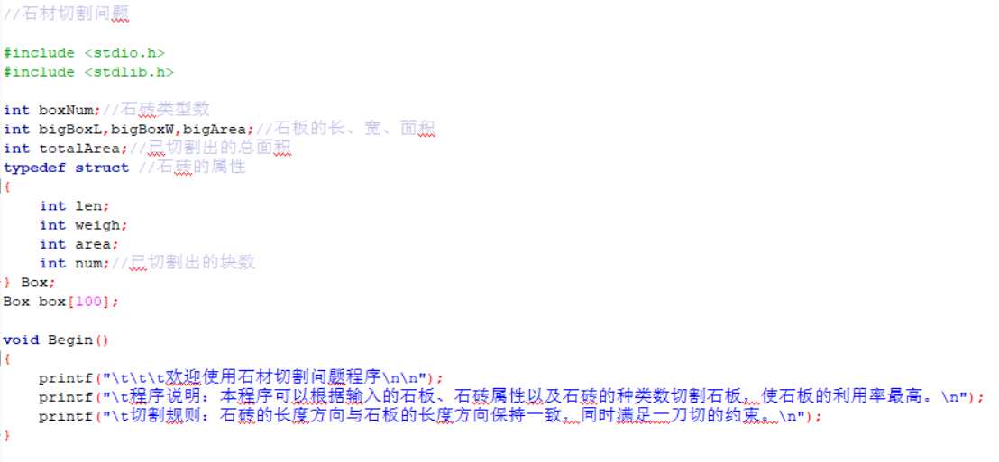 //石材切割问题
#include <stdio.h>
#include <stdlib.h>
int boxNum;//石砖类型数
int bigBoxL,bigBoxW,bigArea;//石板的长、宽、面积
int totalArea;//已切割出的总面积
typedef struct //石砖的属性
{
    int len;
    int weigh;
    int area;
    int num;//已切割出的块数
} Box;
Box box[100];
void Begin()
{
    printf("\t\t\t欢迎使用石材切割问题程序\n\n");
    printf("\t程序说明：本程序可以根据输入的石板、石砖属性以及石砖的种类数切割石板，使石板的利用率最高。\n");
    printf("\t切割规则：石砖的长度方向与石板的长度方向保持一致，同时满足一刀切的约束。\n");
}